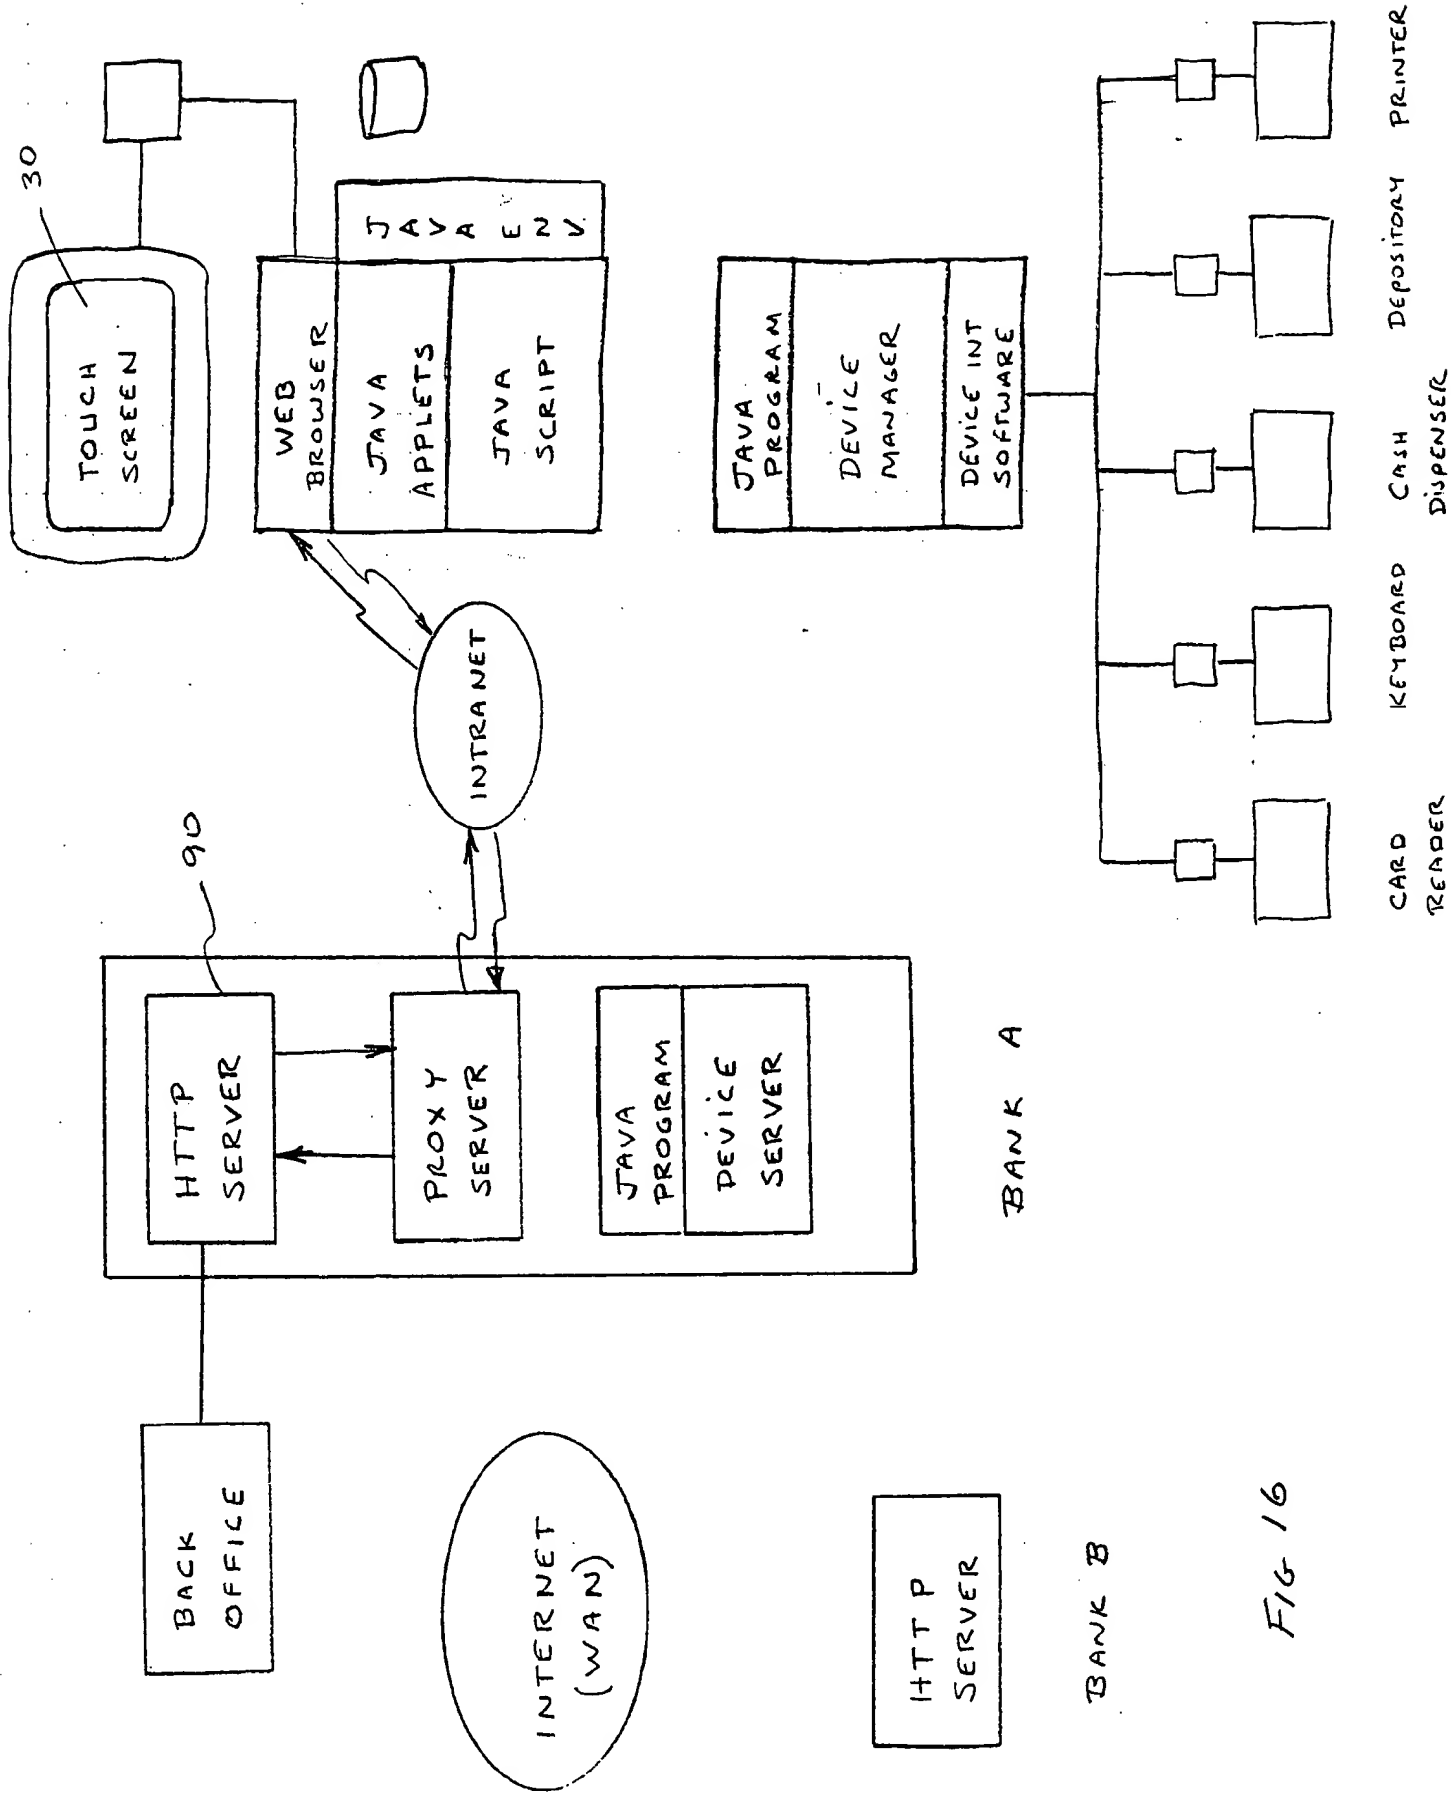 BACK
OFFICE
HTTP
SERVER
90
PROXY
SERVER
JAVA
PROGRAM
DEVICE
SERVER
BANK A
INTERNET
(WAN)
HTTP
SERVER
BANK B
INTRANET
TOUCH
SCREEN
30
WEB
BROWSER
JAVA
APPLETS
JAVA
SCRIPT
JAVA ENV.
JAVA
PROGRAM
DEVICE
MANAGER
DEVICE INT
SOFTWARE
CARD
READER
KEYBOARD
CASH
DISPENSER
DEPOSITORY
PRINTER
FIG 16